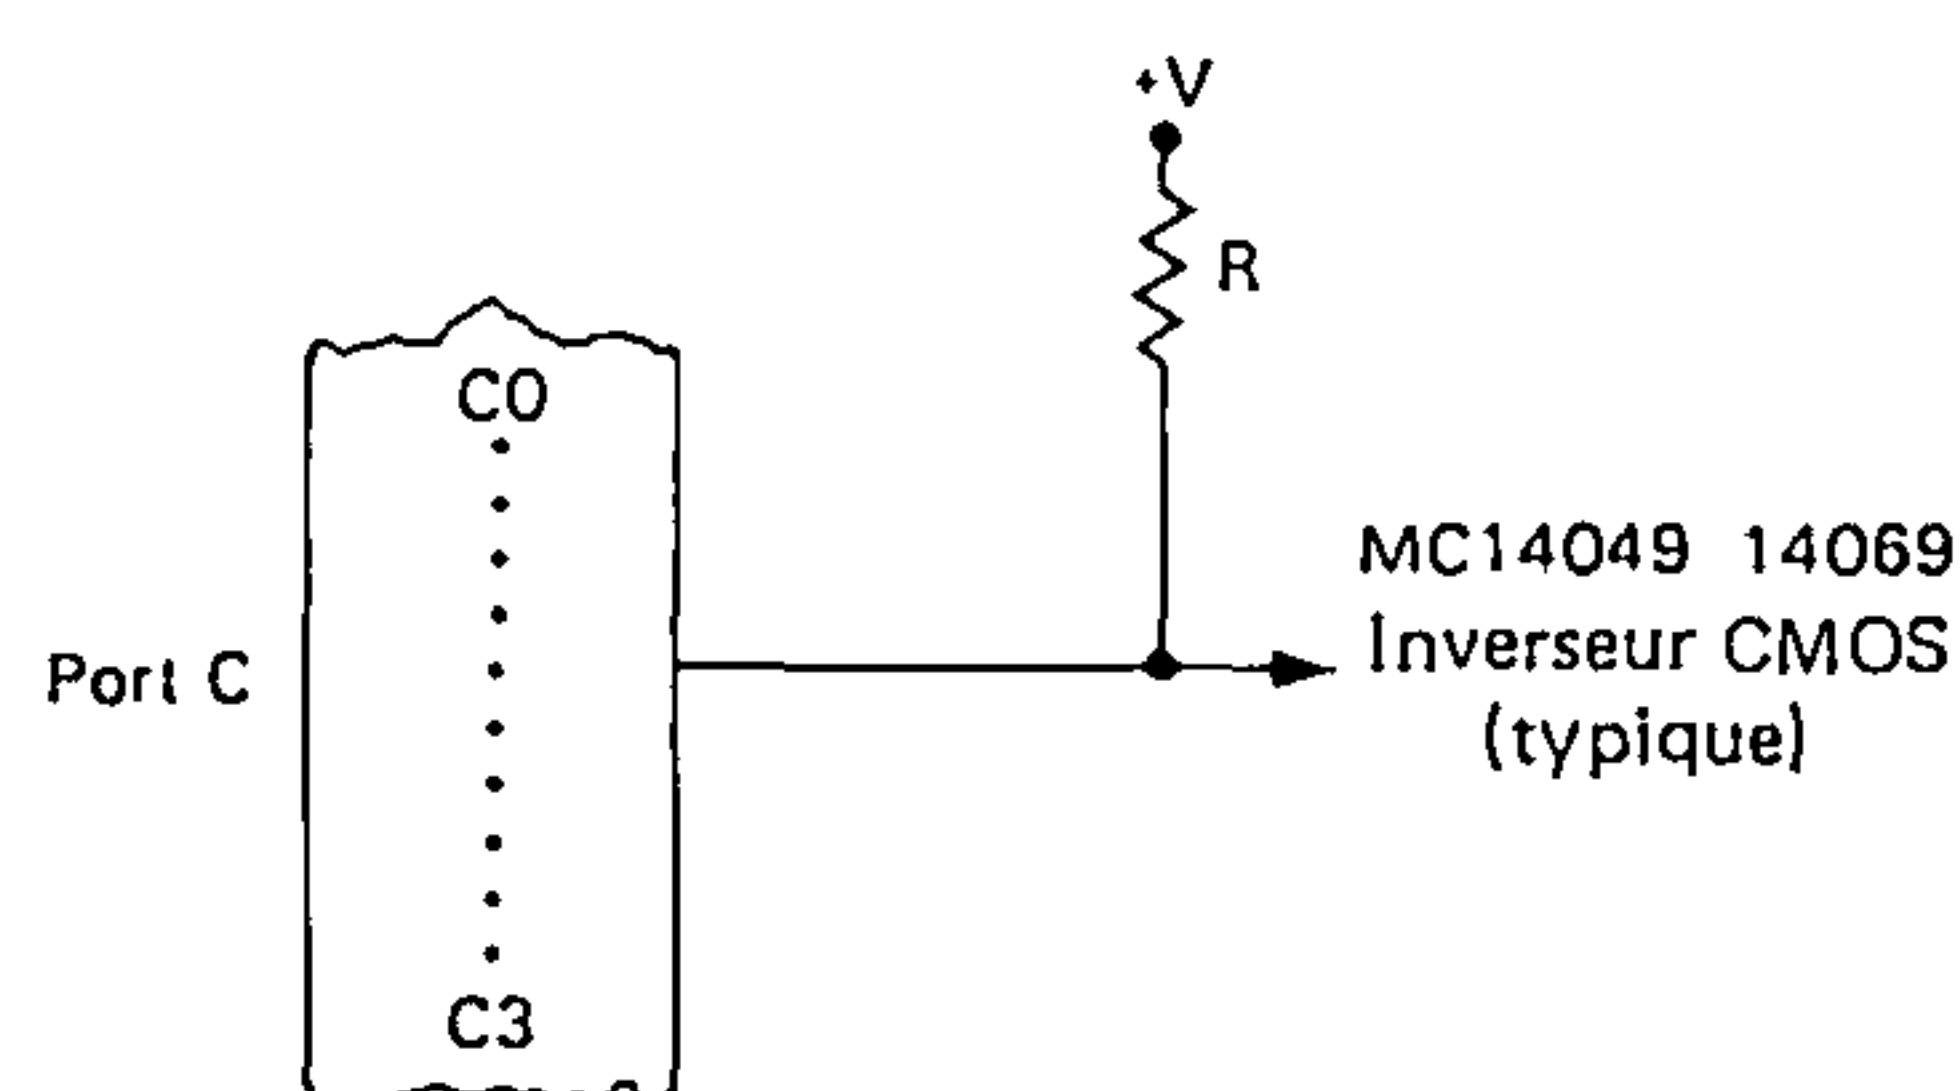 +V
R
C0
Port C
MC14049 14069
Inverseur CMOS
(typique)
C3